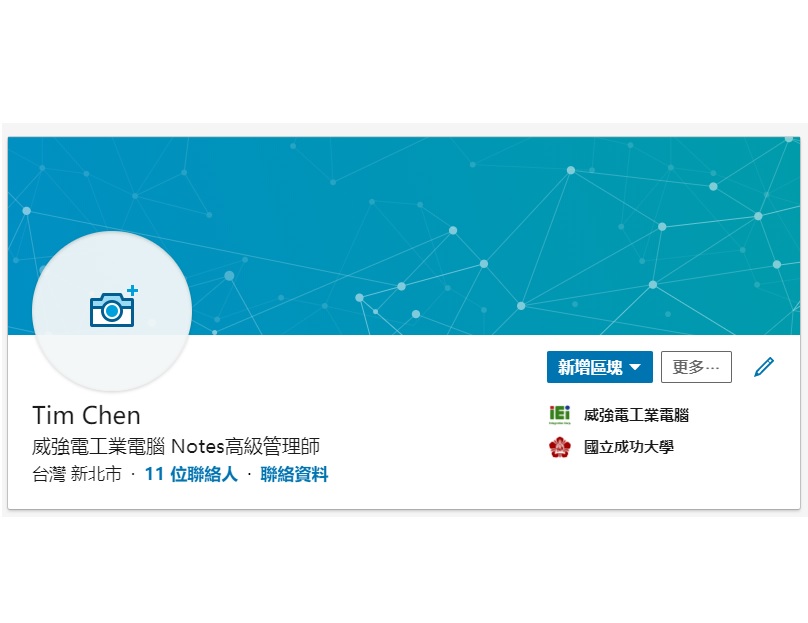 新增區塊
更多...
Tim Chen
威強電工業電腦 Notes高級管理師
台灣 新北市 · 11 位聯絡人 · 聯絡資料
iEi 威強電工業電腦
國立成功大學